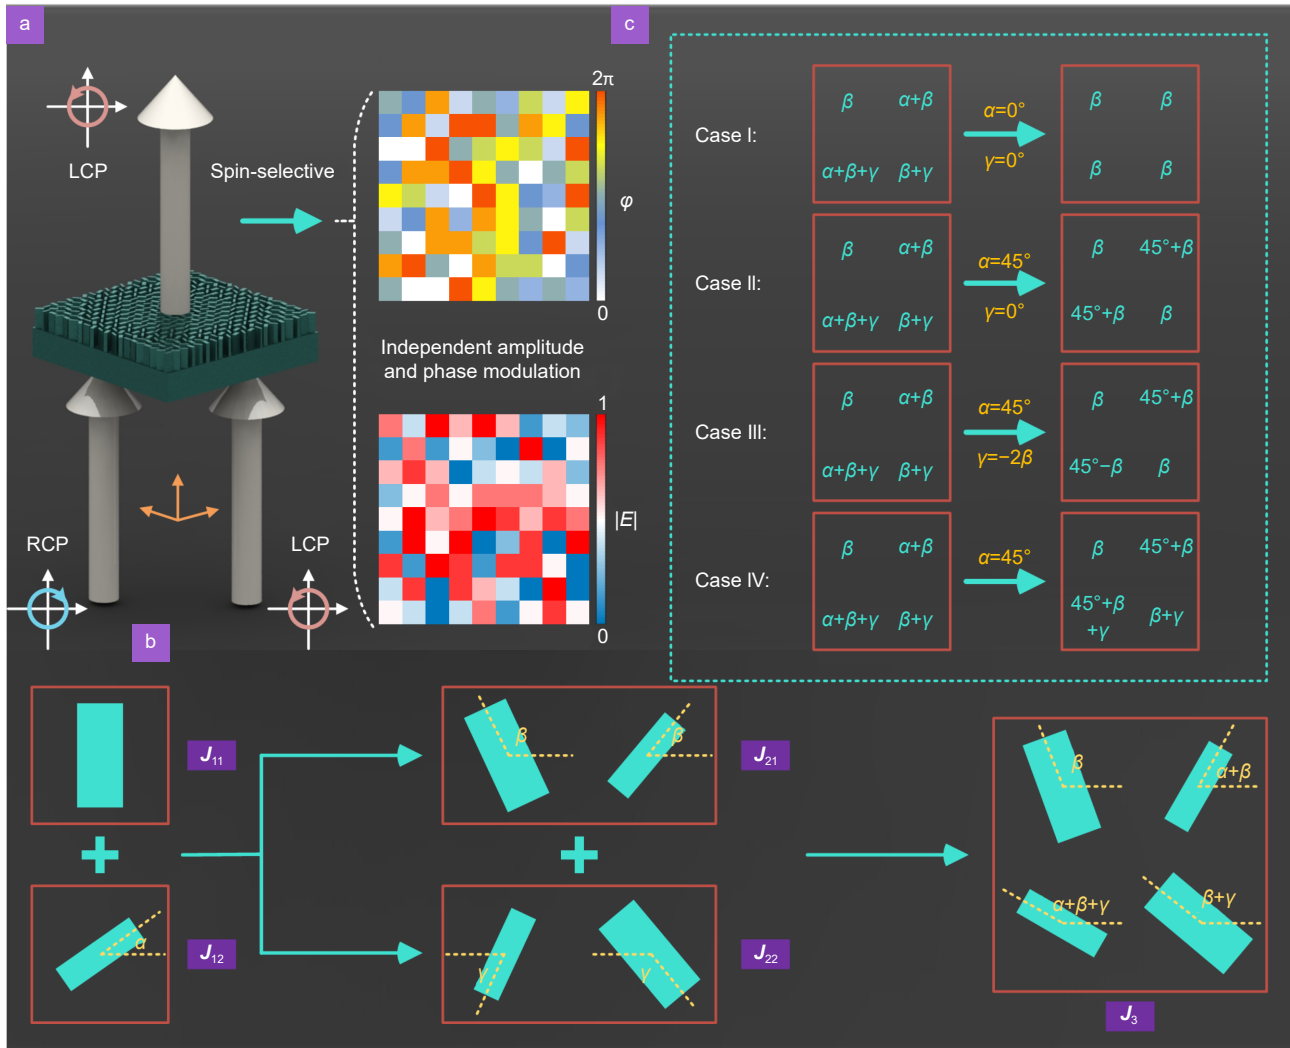 a
LCP
Spin-selective
2π
φ
0
Independent amplitude
and phase modulation
1
|E|
0
RCP
LCP
c
Case I:
β α+β
α+β+γ β+γ
α=0°
γ=0°
β β
β β
Case II:
β α+β
α+β+γ β+γ
α=45°
γ=0°
β 45°+β
45°+β β
Case III:
β α+β
α+β+γ β+γ
α=45°
γ=−2β
β 45°+β
45°−β β
Case IV:
β α+β
α+β+γ β+γ
α=45°
β 45°+β
45°+β
+γ
β+γ
b
J11
α
J12
β β
J21
γ γ
J22
β α+β
α+β+γ β+γ
J3